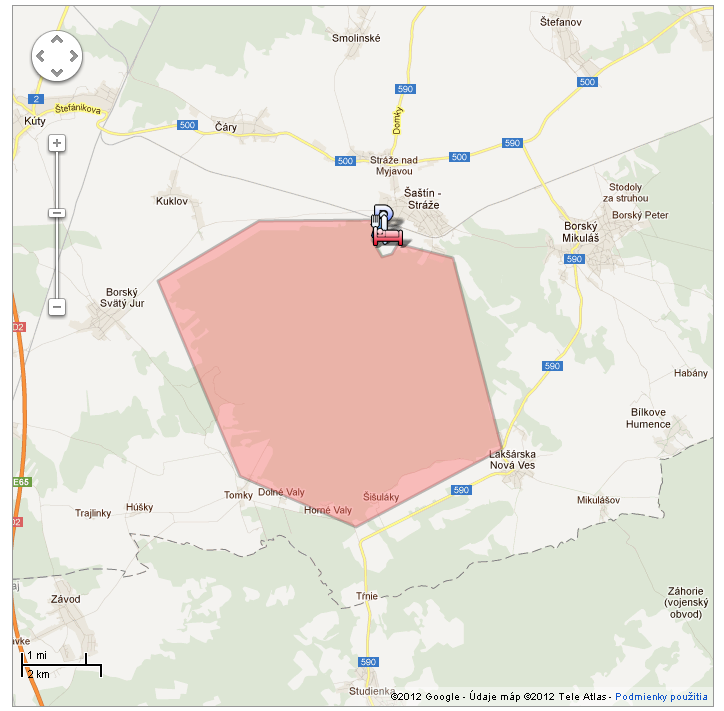 Štefanov
Smolinské
590
500
2
Štefánikova
Kúty
Domky
500
Čáry
590
500
500
Stráže nad
Myjavou
Stodoly
za struhou
Šaštín -
Stráže
Kuklov
Borský Peter
Borský
Mikuláš
590
Borský
Svätý Jur
D2
590
Habány
Bílkove
Humence
Lakšárska
Nová Ves
E65
590
Tomky
Dolné Valy
Šišuláky
Mikulášov
Húšky
Horné Valy
Trajlinky
D2
Tŕnie
Závod
Záhorie
(vojenský
obvod)
1 mi
2 km
590
Studienka
©2012 Google - Údaje máp ©2012 Tele Atlas - Podmienky použitia